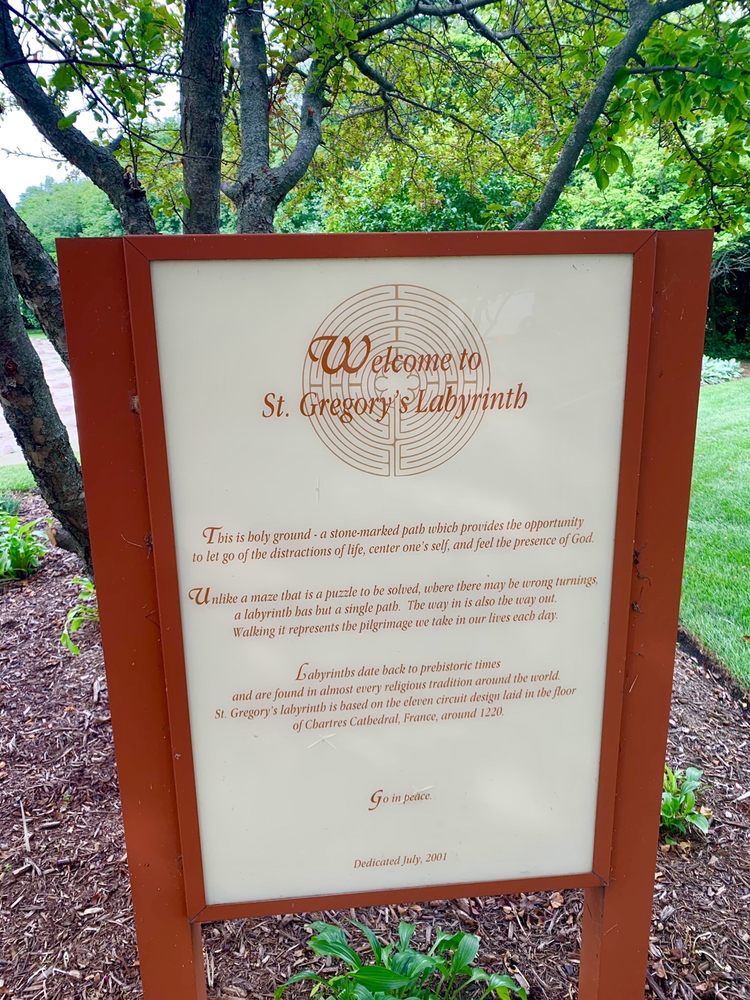 Welcome to
St. Gregory's Labyrinth
This is holy ground - a stone-marked path which provides the opportunity
to let go of the distractions of life, center one's self, and feel the presence of God.
Unlike a maze that is a puzzle to be solved, where there may be wrong turnings,
a labyrinth has but a single path. The way in is also the way out.
Walking it represents the pilgrimage we take in our lives each day.
Labyrinths date back to prehistoric times
and are found in almost every religious tradition around the world.
St. Gregory's labyrinth is based on the eleven circuit design laid in the floor
of Chartres Cathedral, France, around 1220.
Go in peace.
Dedicated July, 2001